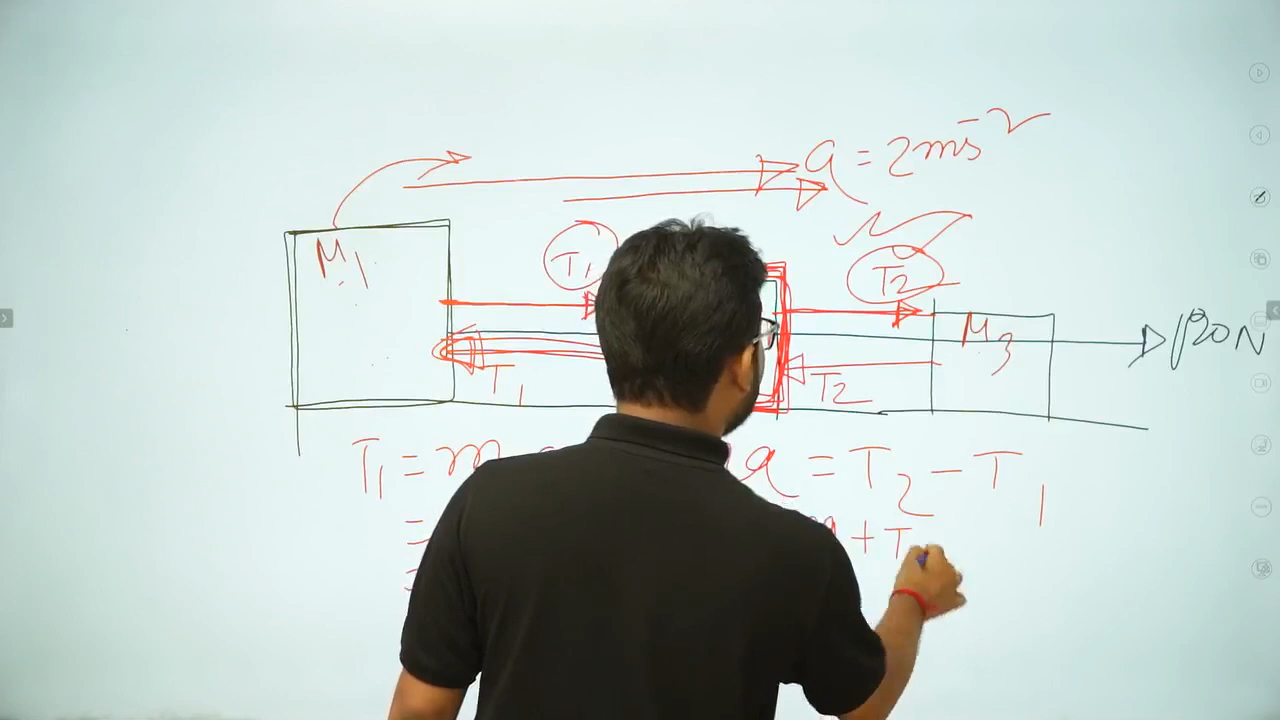 a = 2ms⁻²
M₁
T₁
T₂
M₃
120 N
T₁
T₂
T₁ = m
a = T₂ - T₁
=
+ T
=